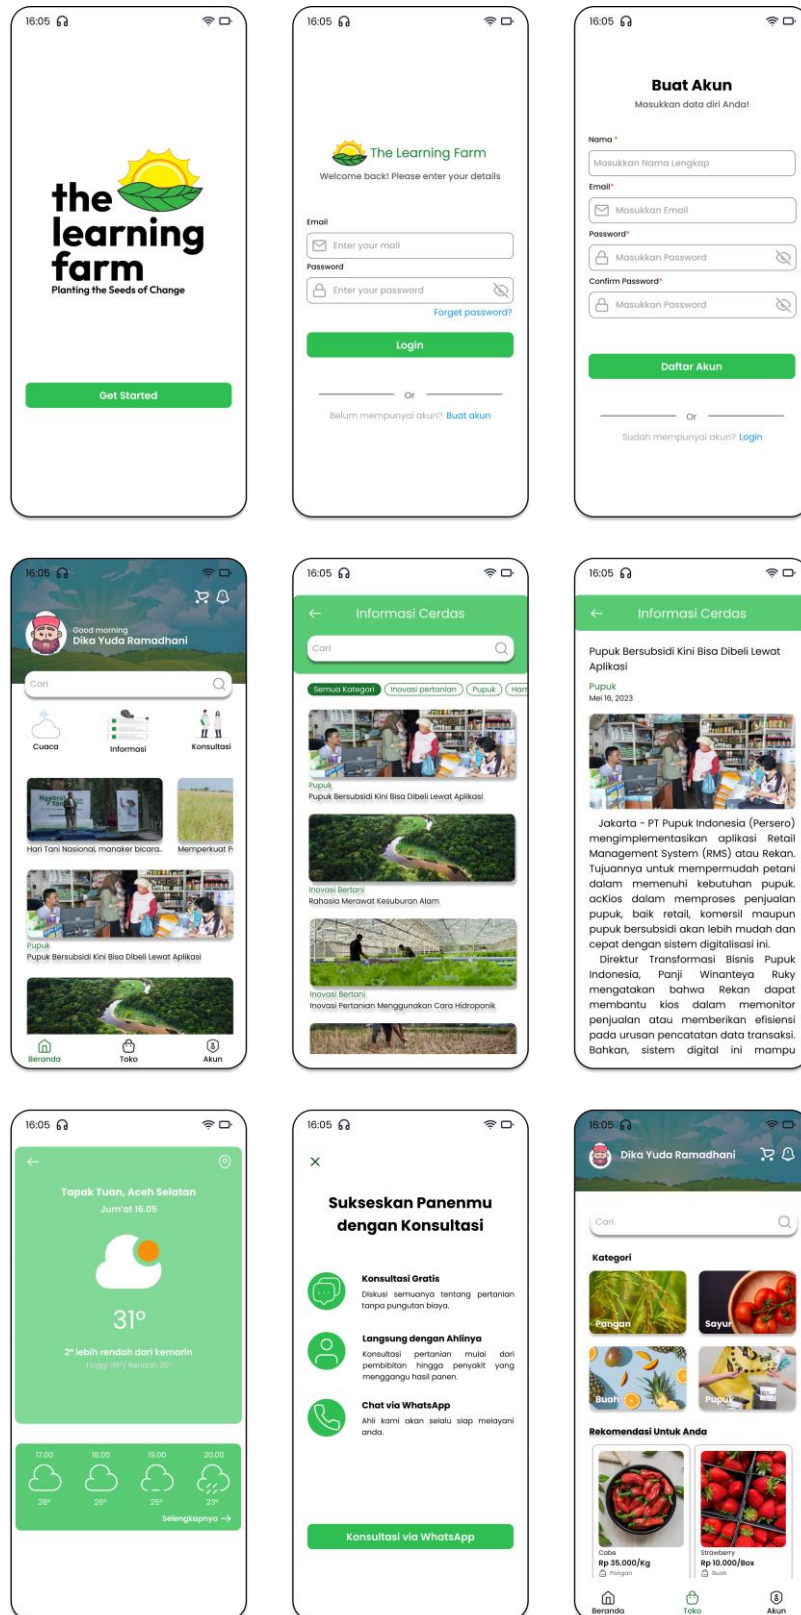 16:05
the
learning
farm
Planting the Seeds of Change
Get Started
16:05
The Learning Farm
Welcome back! Please enter your details
Email
Enter your mail
Password
Enter your password
Forget password?
Login
Or
Belum mempunyai akun? Buat akun
16:05
Buat Akun
Masukkan data diri Anda!
Nama *
Masukkan Nama Lengkap
Email*
Masukkan Email
Password*
Masukkan Password
Confirm Password*
Masukkan Password
Daftar Akun
Or
Sudah mempunyai akun? Login
16:05
Good morning
Dika Yuda Ramadhani
Cari
Cuaca
Informasi
Konsultasi
Hari Tani Nasional, manaker bicara..
Memperkuat P
Pupuk
Pupuk Bersubsidi Kini Bisa Dibeli Lewat Aplikasi
Beranda
Toko
Akun
16:05
Informasi Cerdas
Cari
Semua Kategori
Inovasi pertanian
Pupuk
Ham
Pupuk
Pupuk Bersubsidi Kini Bisa Dibeli Lewat Aplikasi
Inovasi Bertani
Rahasia Merawat Kesuburan Alam
Inovasi Bertani
Inovasi Pertanian Menggunakan Cara Hidroponik
16:05
Informasi Cerdas
Pupuk Bersubsidi Kini Bisa Dibeli Lewat
Aplikasi
Pupuk
Mei 16, 2023
Jakarta - PT Pupuk Indonesia (Persero)
mengimplementasikan aplikasi Retail
Management System (RMS) atau Rekan.
Tujuannya untuk mempermudah petani
dalam memenuhi kebutuhan pupuk.
acKios dalam memproses penjualan
pupuk, baik retail, komersil maupun
pupuk bersubsidi akan lebih mudah dan
cepat dengan sistem digitalisasi ini.
Direktur Transformasi Bisnis Pupuk
Indonesia, Panji Winanteya Ruky
mengatakan bahwa Rekan dapat
membantu kios dalam memonitor
penjualan atau memberikan efisiensi
pada urusan pencatatan data transaksi.
Bahkan, sistem digital ini mampu
16:05
Tapak Tuan, Aceh Selatan
Jum'at 16.05
31°
2° lebih rendah dari kemarin
Tinggi 36°/ Rendah 20°
17.00
18.00
19.00
20.00
28°
26°
25°
23°
Selengkapnya →
16:05
Sukseskan Panenmu
dengan Konsultasi
Konsultasi Gratis
Diskusi semuanya tentang pertanian
tanpa pungutan biaya.
Langsung dengan Ahlinya
Konsultasi pertanian mulai dari
pembibitan hingga penyakit yang
menggangu hasil panen.
Chat via WhatsApp
Ahli kami akan selalu siap melayani
anda.
Konsultasi via WhatsApp
16:05
Dika Yuda Ramadhani
Cari
Kategori
Pangan
Sayur
Buah
Pupuk
Rekomendasi Untuk Anda
Cabe
Rp 35.000/Kg
Pangan
Strawberry
Rp 10.000/Box
Buah
Beranda
Toko
Akun